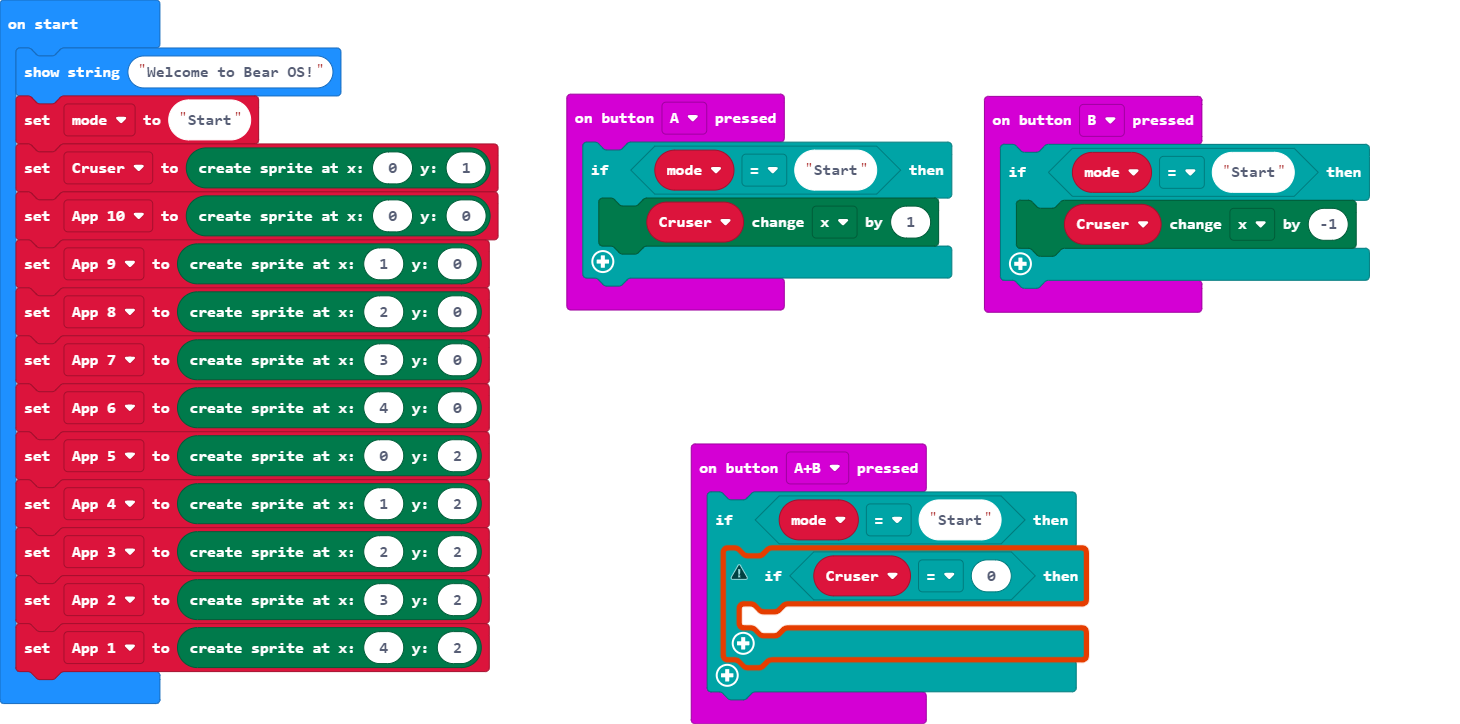 on start
show string "Welcome to Bear OS!"
set mode to "Start"
set Cruser to create sprite at x: 0 y: 1
set App 10 to create sprite at x: 0 y: 0
set App 9 to create sprite at x: 1 y: 0
set App 8 to create sprite at x: 2 y: 0
set App 7 to create sprite at x: 3 y: 0
set App 6 to create sprite at x: 4 y: 0
set App 5 to create sprite at x: 0 y: 2
set App 4 to create sprite at x: 1 y: 2
set App 3 to create sprite at x: 2 y: 2
set App 2 to create sprite at x: 3 y: 2
set App 1 to create sprite at x: 4 y: 2
on button A pressed
if mode = "Start" then
Cruser change x by 1
on button B pressed
if mode = "Start" then
Cruser change x by -1
on button A+B pressed
if mode = "Start" then
if Cruser = 0 then